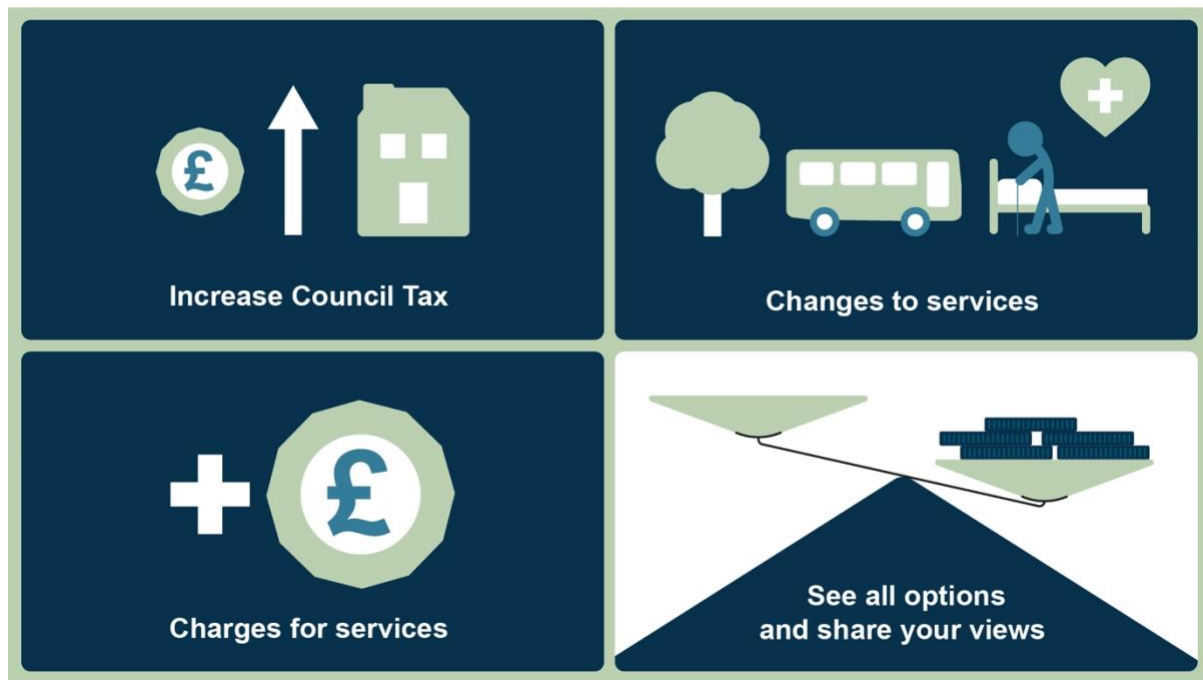 £
Increase Council Tax
Changes to services
£
Charges for services
See all options
and share your views